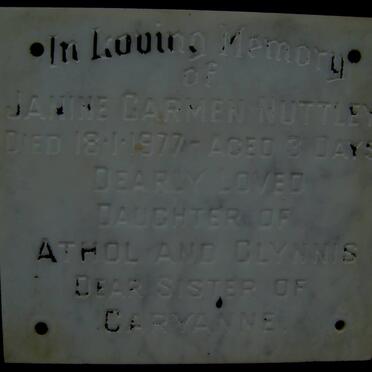 In Loving Memory
of
JANINE CARMEN NUTTLEY
DIED 18·1·1977 - AGED 3 DAYS
DEARLY LOVED
DAUGHTER OF
ATHOL AND GLYNNIS
DEAR SISTER OF
CARYANNE